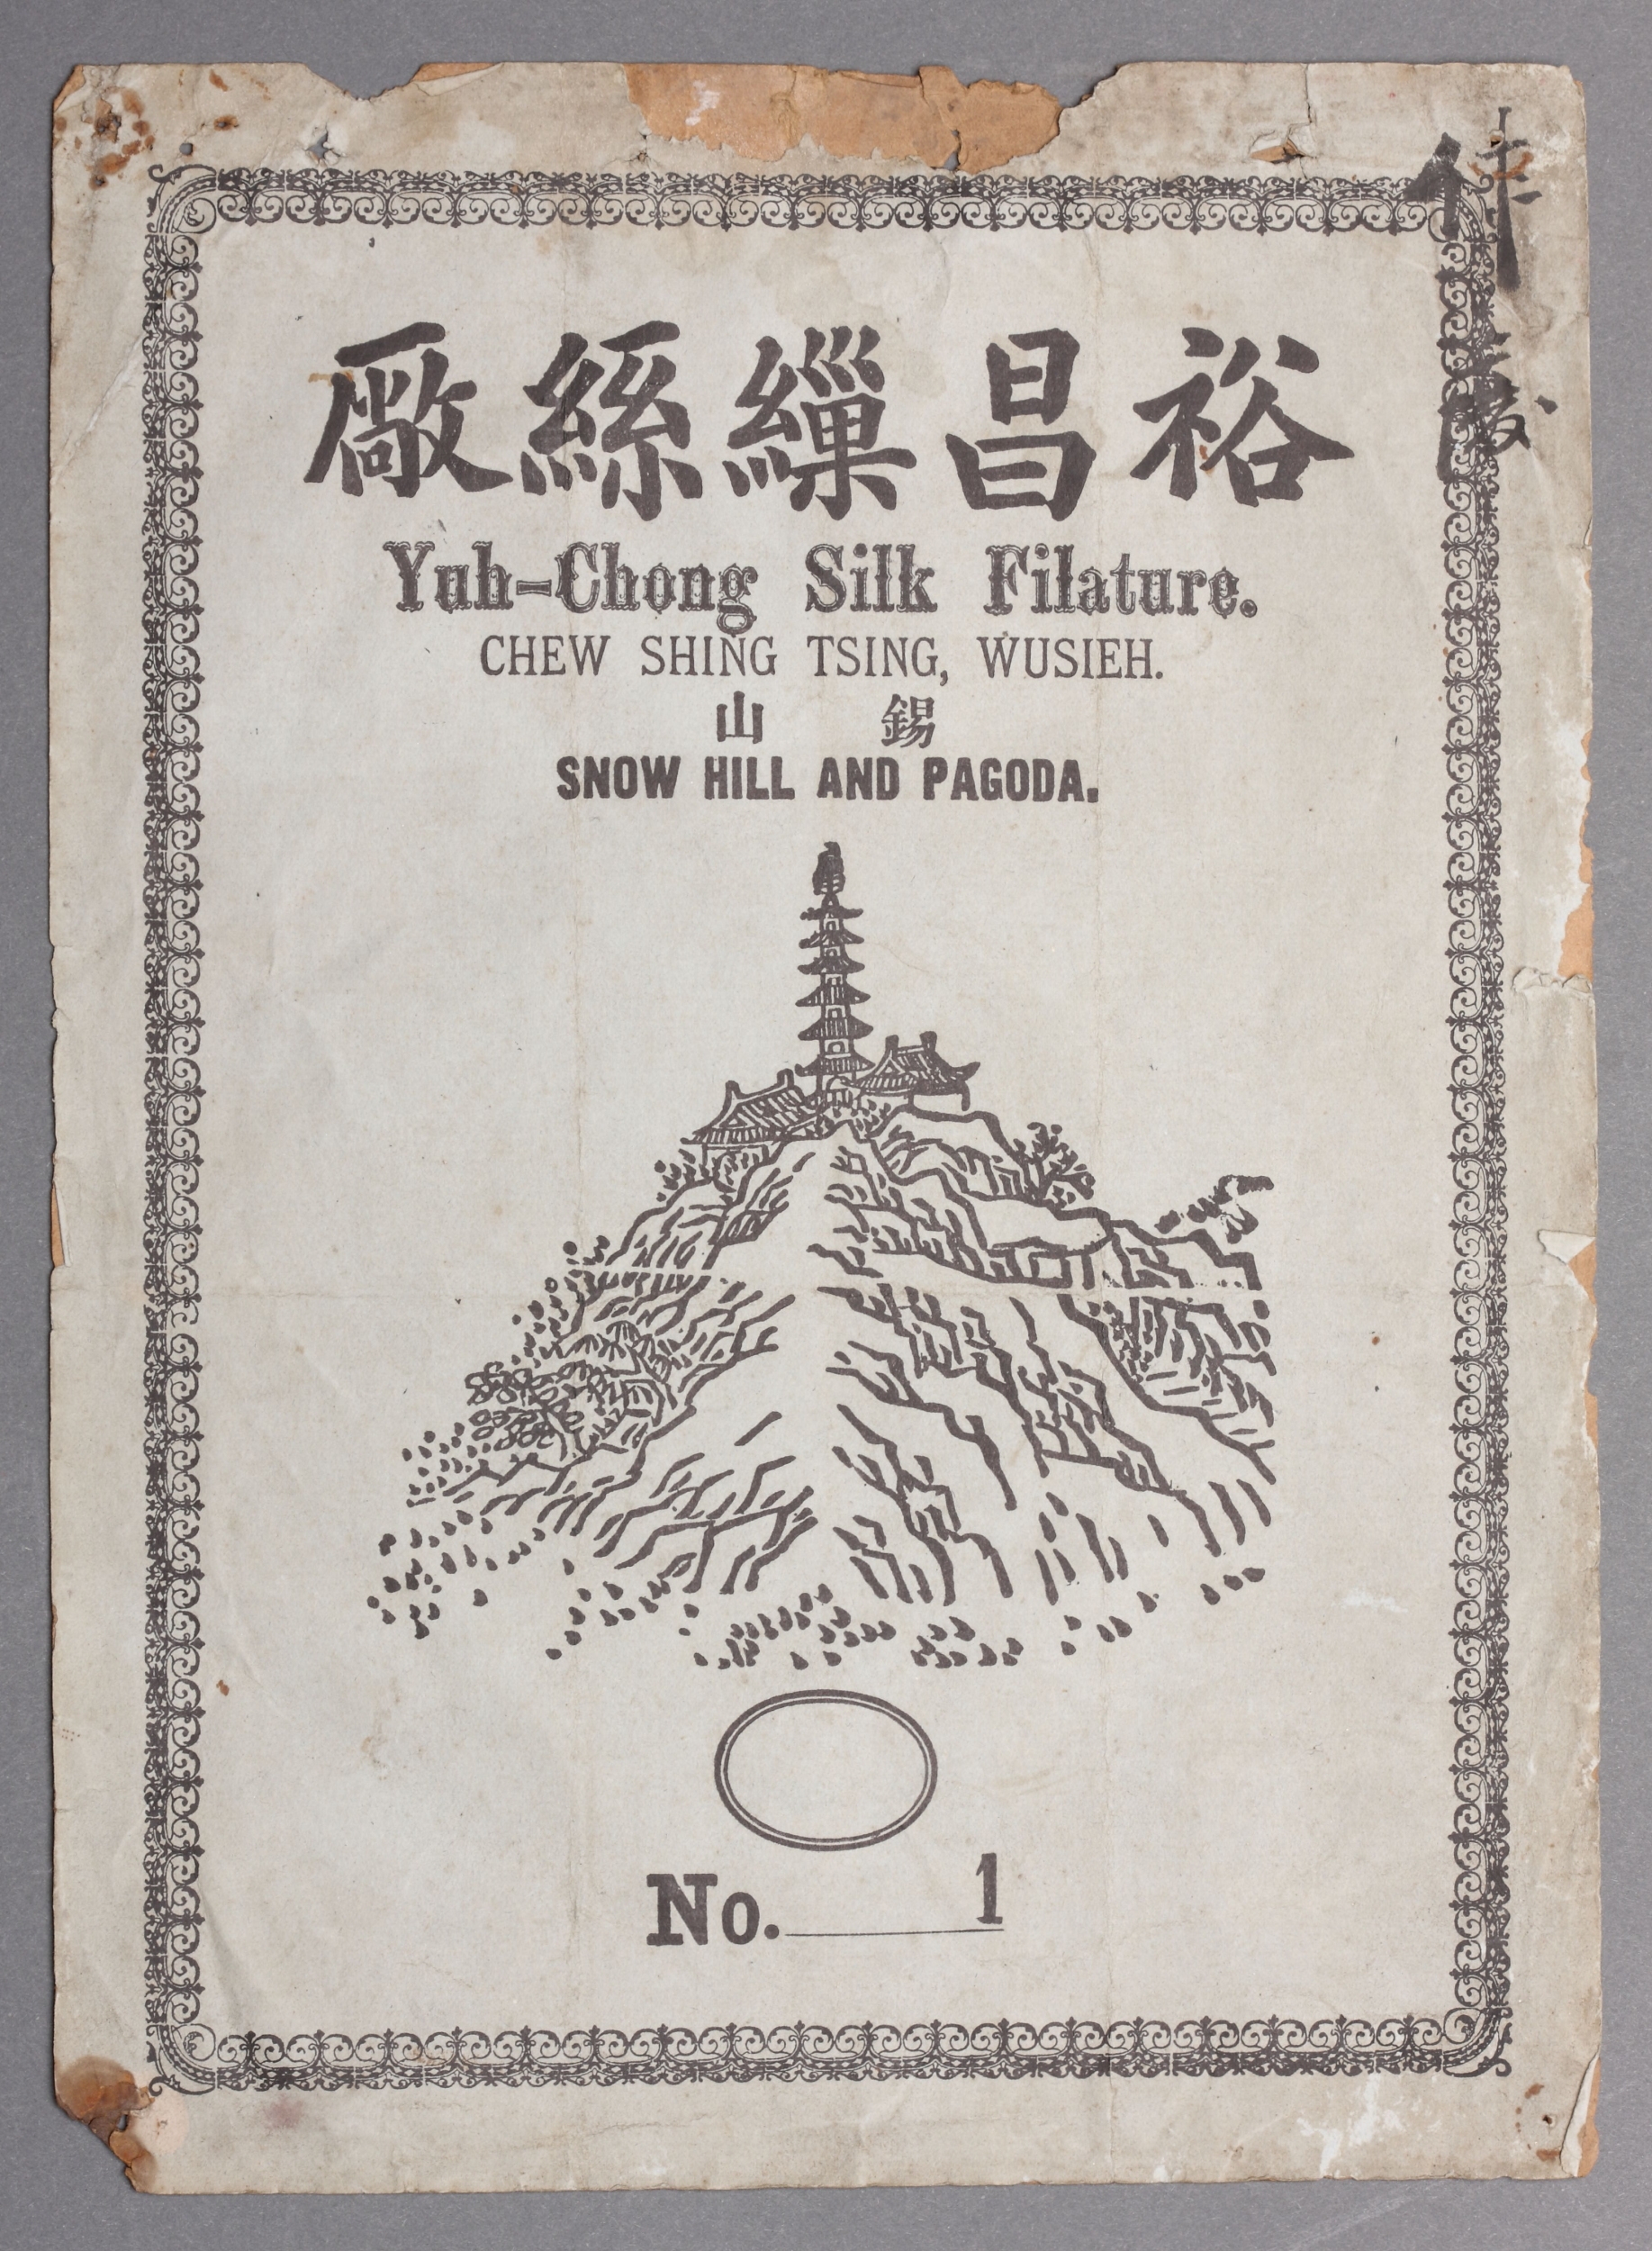 裕昌繅絲廠
Yuh-Chong Silk Filature.
CHEW SHING TSING, WUSIEH.
錫山
SNOW HILL AND PAGODA.
No. 1